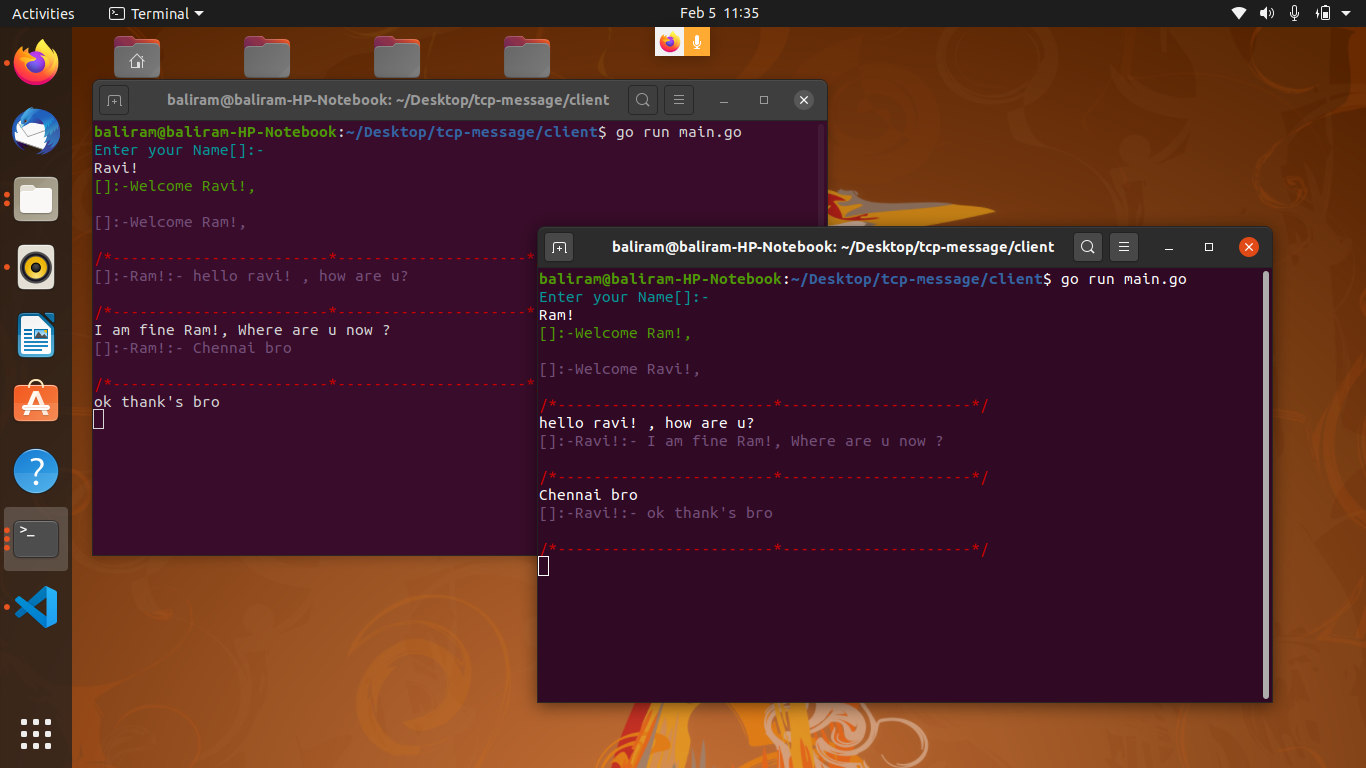 Activities
Terminal
Feb 5 11:35
baliram@baliram-HP-Notebook: ~/Desktop/tcp-message/client
baliram@baliram-HP-Notebook:~/Desktop/tcp-message/client$ go run main.go
Enter your Name[]:-
Ravi!
[]:-Welcome Ravi!,
[]:-Welcome Ram!,
/*------------------------*---------------------*
[]:-Ram!:- hello ravi! , how are u?
/*------------------------*---------------------*
I am fine Ram!, Where are u now ?
[]:-Ram!:- Chennai bro
/*------------------------*---------------------*
ok thank's bro
baliram@baliram-HP-Notebook: ~/Desktop/tcp-message/client
baliram@baliram-HP-Notebook:~/Desktop/tcp-message/client$ go run main.go
Enter your Name[]:-
Ram!
[]:-Welcome Ram!,
[]:-Welcome Ravi!,
/*------------------------*---------------------*/
hello ravi! , how are u?
[]:-Ravi!:- I am fine Ram!, Where are u now ?
/*------------------------*---------------------*/
Chennai bro
[]:-Ravi!:- ok thank's bro
/*------------------------*---------------------*/